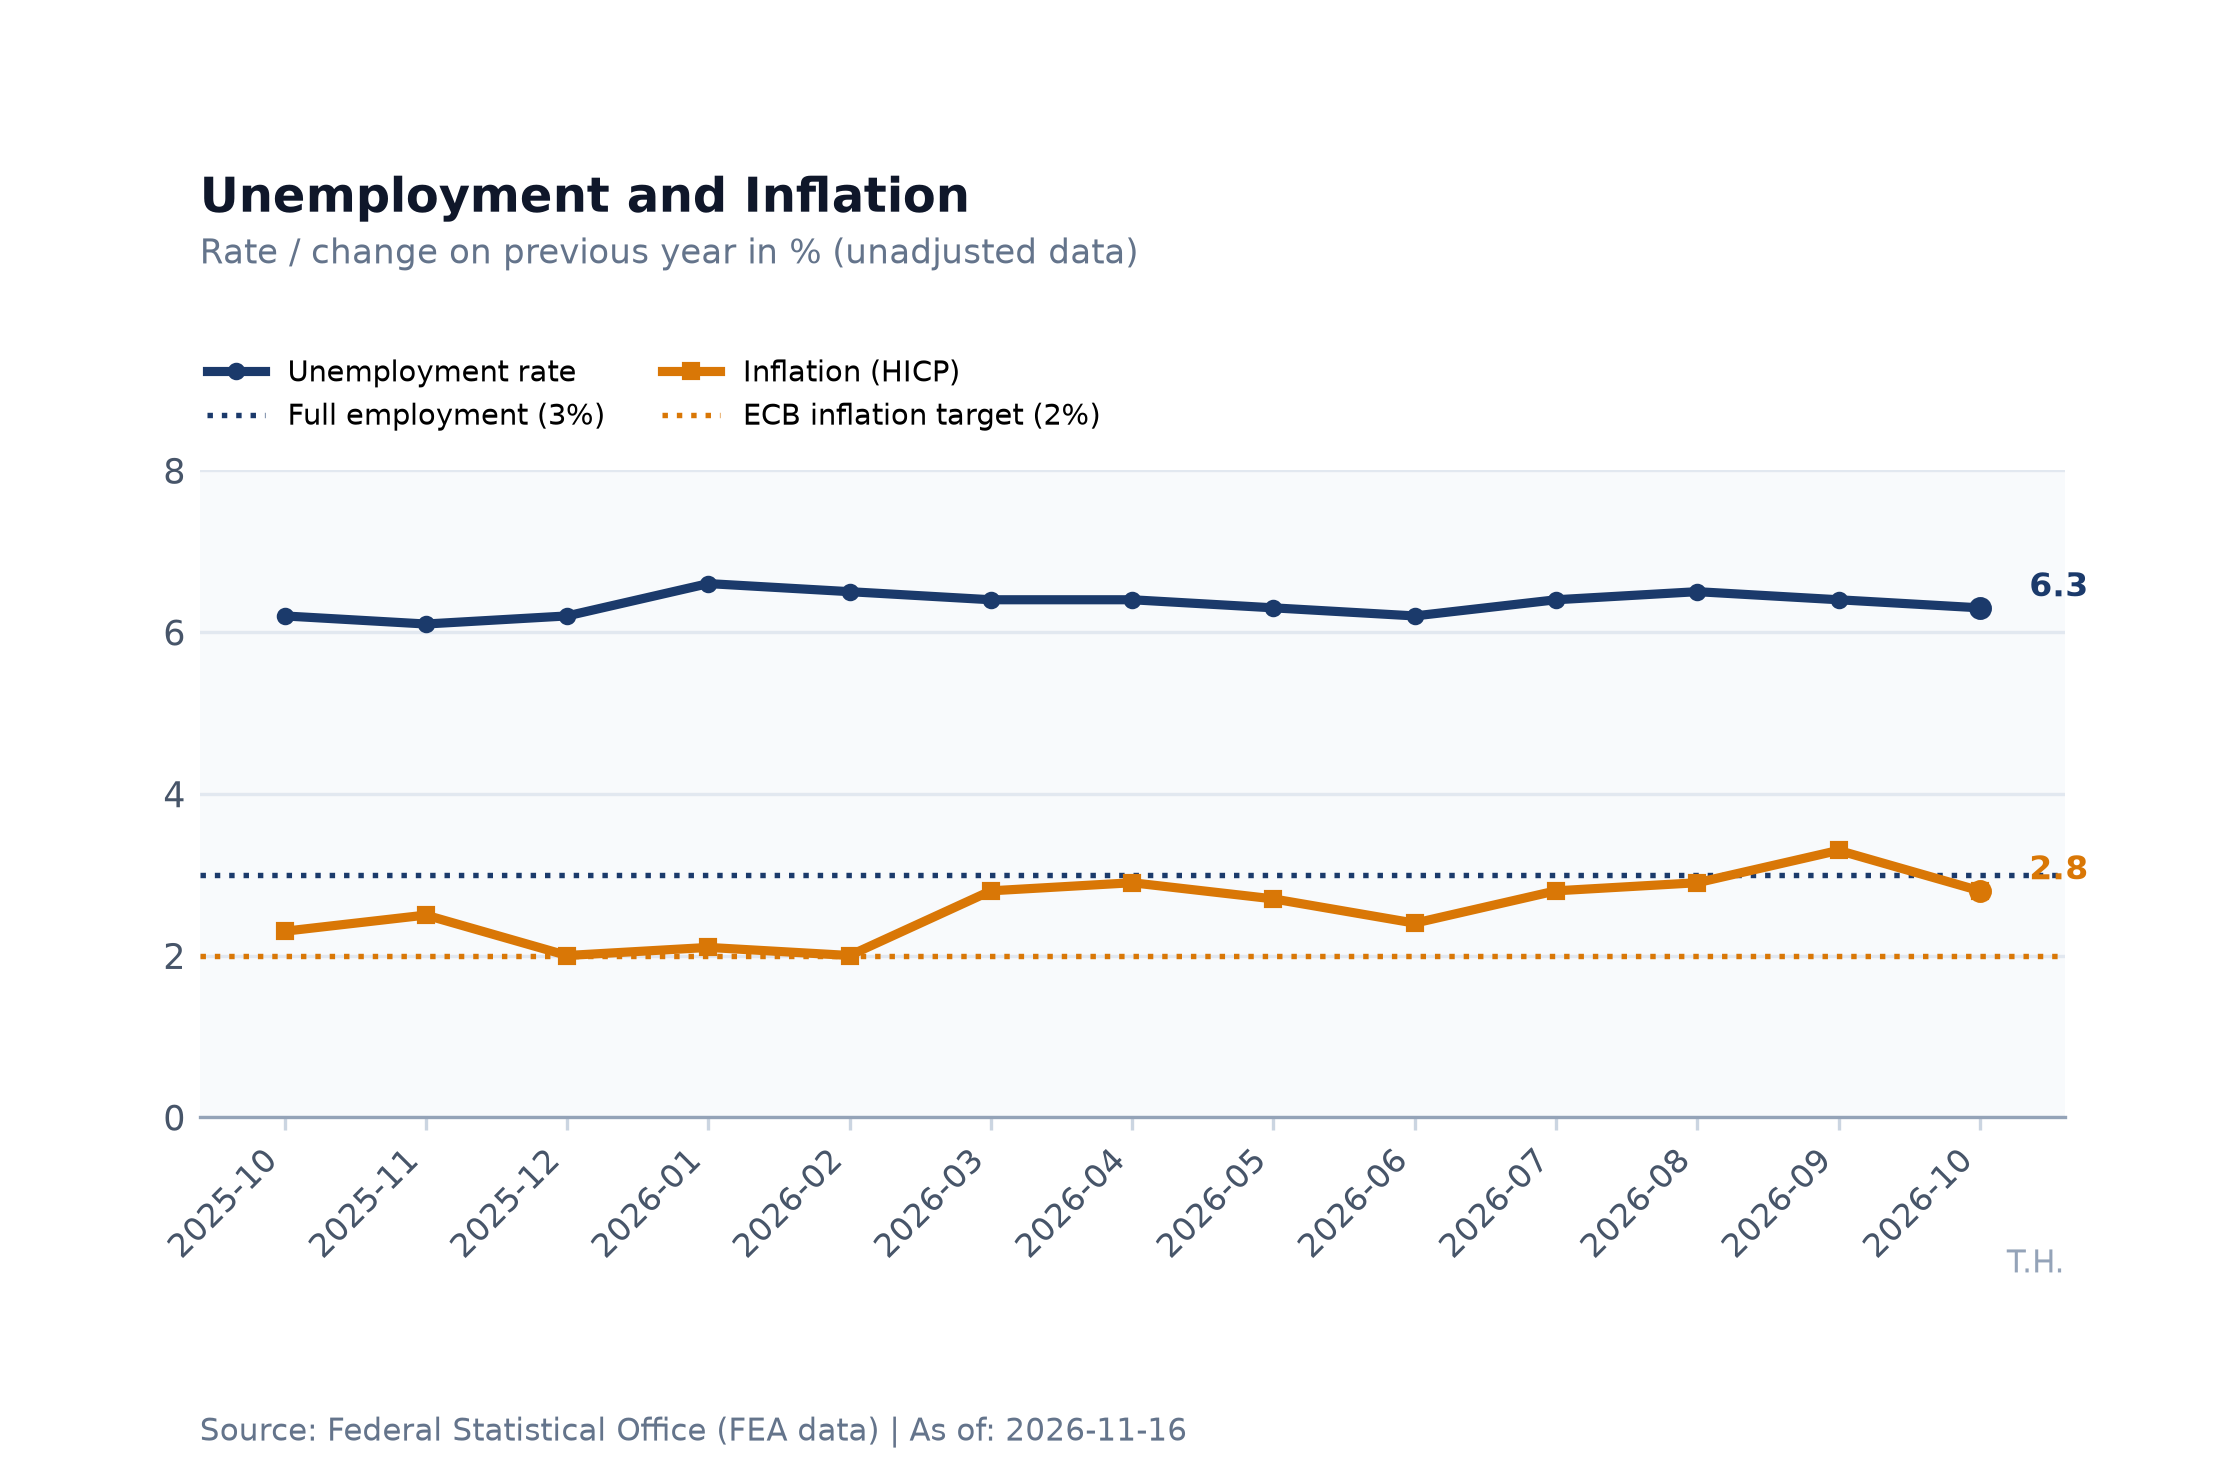 Unemployment and Inflation
Rate / change on previous year in % (unadjusted data)
Unemployment rate
Inflation (HICP)
Full employment (3%)
ECB inflation target (2%)
8
6
4
2
0
6.3
2.8
2025-10
2025-11
2025-12
2026-01
2026-02
2026-03
2026-04
2026-05
2026-06
2026-07
2026-08
2026-09
2026-10
T.H.
Source: Federal Statistical Office (FEA data) | As of: 2026-11-16